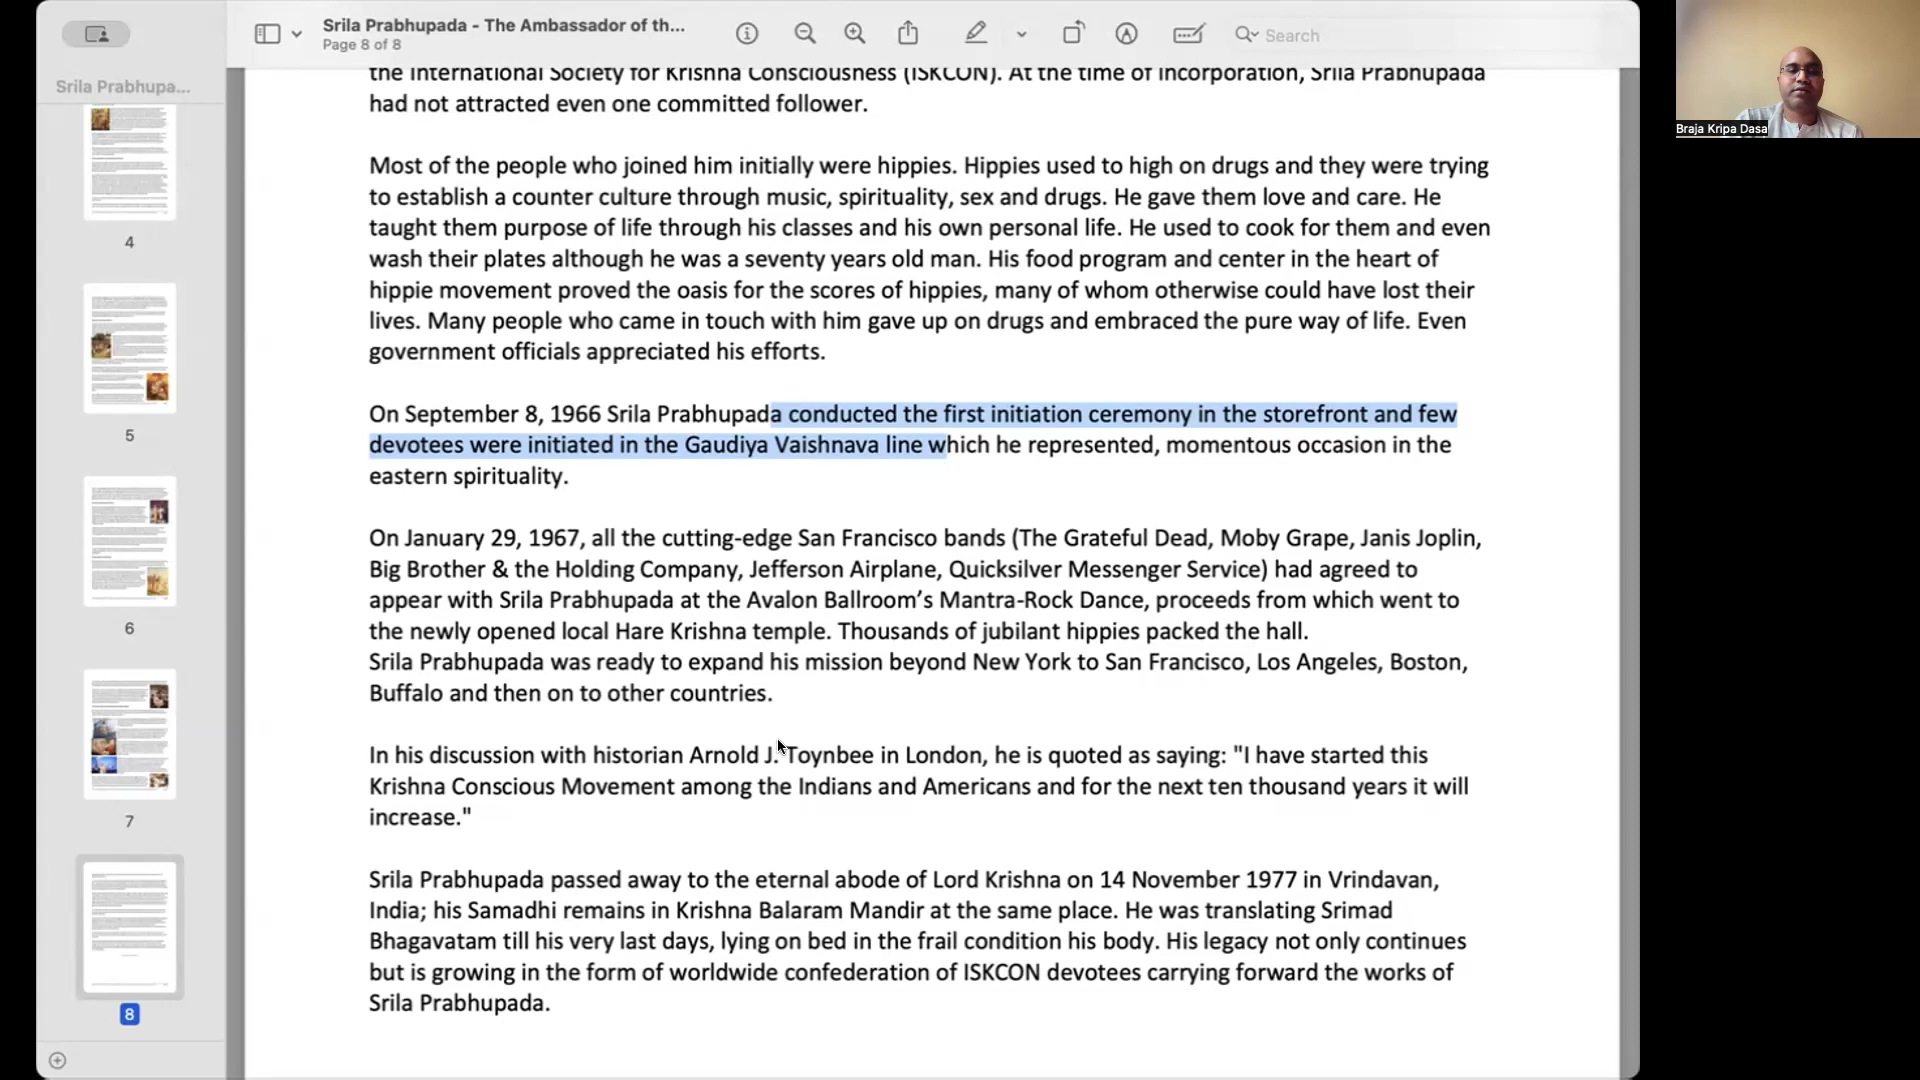 Srila Prabhupada - The Ambassador of th...
Page 8 of 8
Search
Srila Prabhupa...
4
5
6
7
8
the International Society for Krishna Consciousness (ISKCON). At the time of incorporation, Srila Prabhupada
had not attracted even one committed follower.
Most of the people who joined him initially were hippies. Hippies used to high on drugs and they were trying
to establish a counter culture through music, spirituality, sex and drugs. He gave them love and care. He
taught them purpose of life through his classes and his own personal life. He used to cook for them and even
wash their plates although he was a seventy years old man. His food program and center in the heart of
hippie movement proved the oasis for the scores of hippies, many of whom otherwise could have lost their
lives. Many people who came in touch with him gave up on drugs and embraced the pure way of life. Even
government officials appreciated his efforts.
On September 8, 1966 Srila Prabhupada conducted the first initiation ceremony in the storefront and few
devotees were initiated in the Gaudiya Vaishnava line which he represented, momentous occasion in the
eastern spirituality.
On January 29, 1967, all the cutting-edge San Francisco bands (The Grateful Dead, Moby Grape, Janis Joplin,
Big Brother & the Holding Company, Jefferson Airplane, Quicksilver Messenger Service) had agreed to
appear with Srila Prabhupada at the Avalon Ballroom’s Mantra-Rock Dance, proceeds from which went to
the newly opened local Hare Krishna temple. Thousands of jubilant hippies packed the hall.
Srila Prabhupada was ready to expand his mission beyond New York to San Francisco, Los Angeles, Boston,
Buffalo and then on to other countries.
In his discussion with historian Arnold J. Toynbee in London, he is quoted as saying: "I have started this
Krishna Conscious Movement among the Indians and Americans and for the next ten thousand years it will
increase."
Srila Prabhupada passed away to the eternal abode of Lord Krishna on 14 November 1977 in Vrindavan,
India; his Samadhi remains in Krishna Balaram Mandir at the same place. He was translating Srimad
Bhagavatam till his very last days, lying on bed in the frail condition his body. His legacy not only continues
but is growing in the form of worldwide confederation of ISKCON devotees carrying forward the works of
Srila Prabhupada.
Braja Kripa Dasa